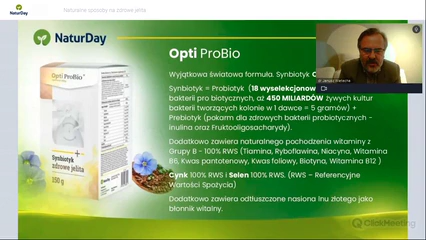 NaturDay
Naturalne sposoby na zdrowe jelita
NaturDay
Opti ProBio
Wyjątkowa światowa formuła. Synbiotyk
Synbiotyk = Probiotyk (18 wyselekcjonow
bakterii pro biotycznych, aż 450 MILIARDÓW żywych kultur
bakterii tworzących kolonie w 1 dawce = 5 gramów) +
Prebiotyk (pokarm dla zdrowych bakterii probiotycznych -
inulina oraz Fruktooligosacharydy).
Dodatkowo zawiera naturalnego pochodzenia witaminy z
Grupy B - 100% RWS (Tiamina, Ryboflawina, Niacyna, Witamina
B6, Kwas pantotenowy, Kwas foliowy, Biotyna, Witamina B12 )
Cynk 100% RWS i Selen 100% RWS. (RWS – Referencyjne
Wartości Spożycia)
Dodatkowo zawiera odtłuszczone nasiona lnu złotego jako
błonnik witalny.
Opti ProBio
Synbiotyk
zdrowe jelita
250 g
ClickMeeting